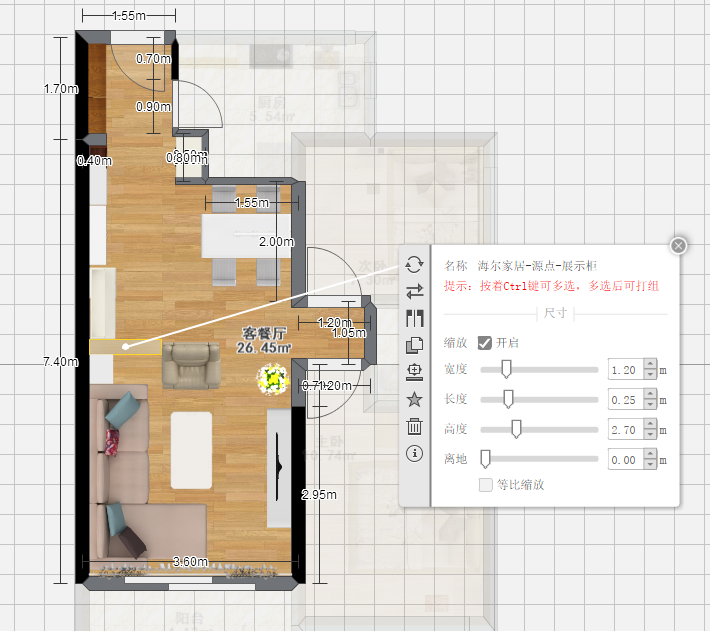 1.55m
0.70m
厨房
5.54㎡
1.70m
0.90m
0.40m
0.80m
1.55m
2.00m
次卧
名称 海尔家居-源点-展示柜
提示：按着Ctrl键可多选，多选后可打组
尺寸
1.20m
1.05m
客餐厅
26.45㎡
缩放 开启
7.40m
宽度 1.20 m
0.71
1.20m
长度 0.25 m
高度 2.70 m
主卧
10.74㎡
离地 0.00 m
等比缩放
2.95m
3.60m
阳台